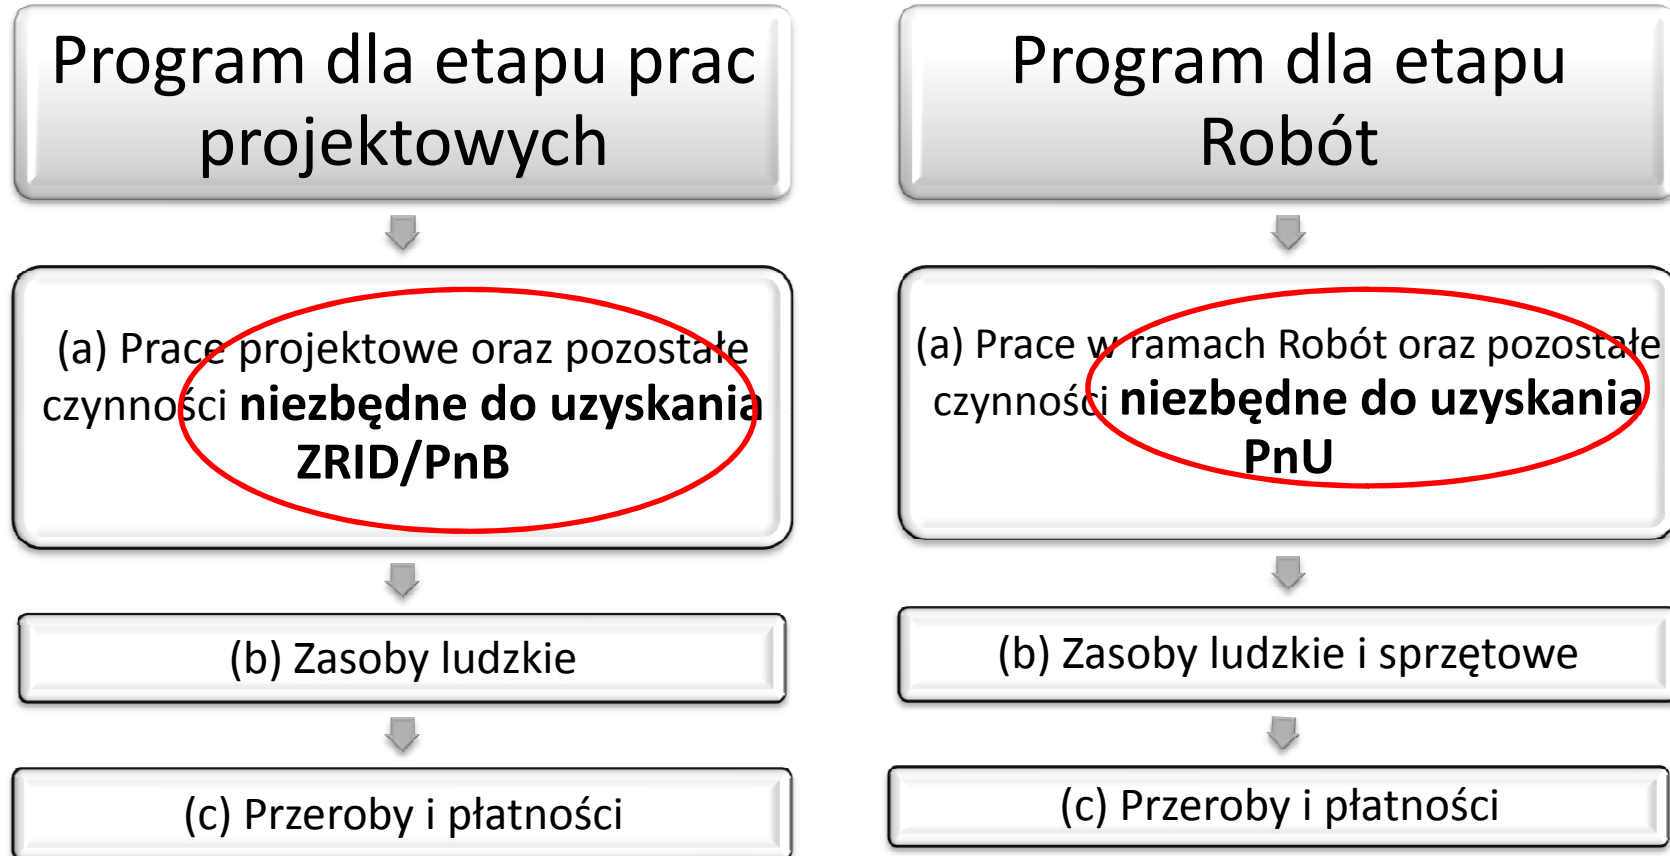 Program dla etapu prac
projektowych
(a) Prace projektowe oraz pozostałe
czynności niezbędne do uzyskania
ZRID/PnB
(b) Zasoby ludzkie
(c) Przeroby i płatności
Program dla etapu
Robót
(a) Prace w ramach Robót oraz pozostałe
czynności niezbędne do uzyskania
PnU
(b) Zasoby ludzkie i sprzętowe
(c) Przeroby i płatności